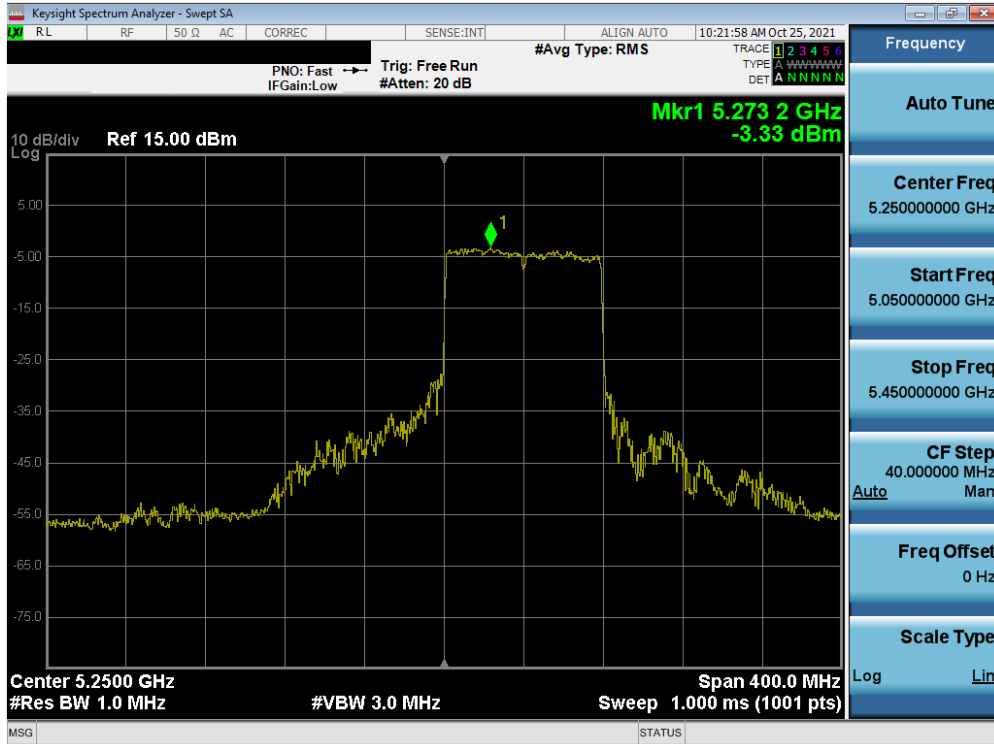 Keysight Spectrum Analyzer - Swept SA
LXI RL RF 50 Ω AC CORREC SENSE:INT ALIGN AUTO 10:21:58 AM Oct 25, 2021
PNO: Fast
IFGain:Low
Trig: Free Run
#Atten: 20 dB
#Avg Type: RMS
TRACE 1 2 3 4 5 6
TYPE A WWWWW
DET A N N N N N
Mkr1 5.273 2 GHz
-3.33 dBm
10 dB/div Ref 15.00 dBm
Log
1
5.00
-5.00
-15.0
-25.0
-35.0
-45.0
-55.0
-65.0
-75.0
Center 5.2500 GHz Span 400.0 MHz
#Res BW 1.0 MHz #VBW 3.0 MHz Sweep 1.000 ms (1001 pts)
Frequency
Auto Tune
Center Freq
5.250000000 GHz
Start Freq
5.050000000 GHz
Stop Freq
5.450000000 GHz
CF Step
40.000000 MHz
Auto Man
Freq Offset
0 Hz
Scale Type
Log Lin
MSG STATUS